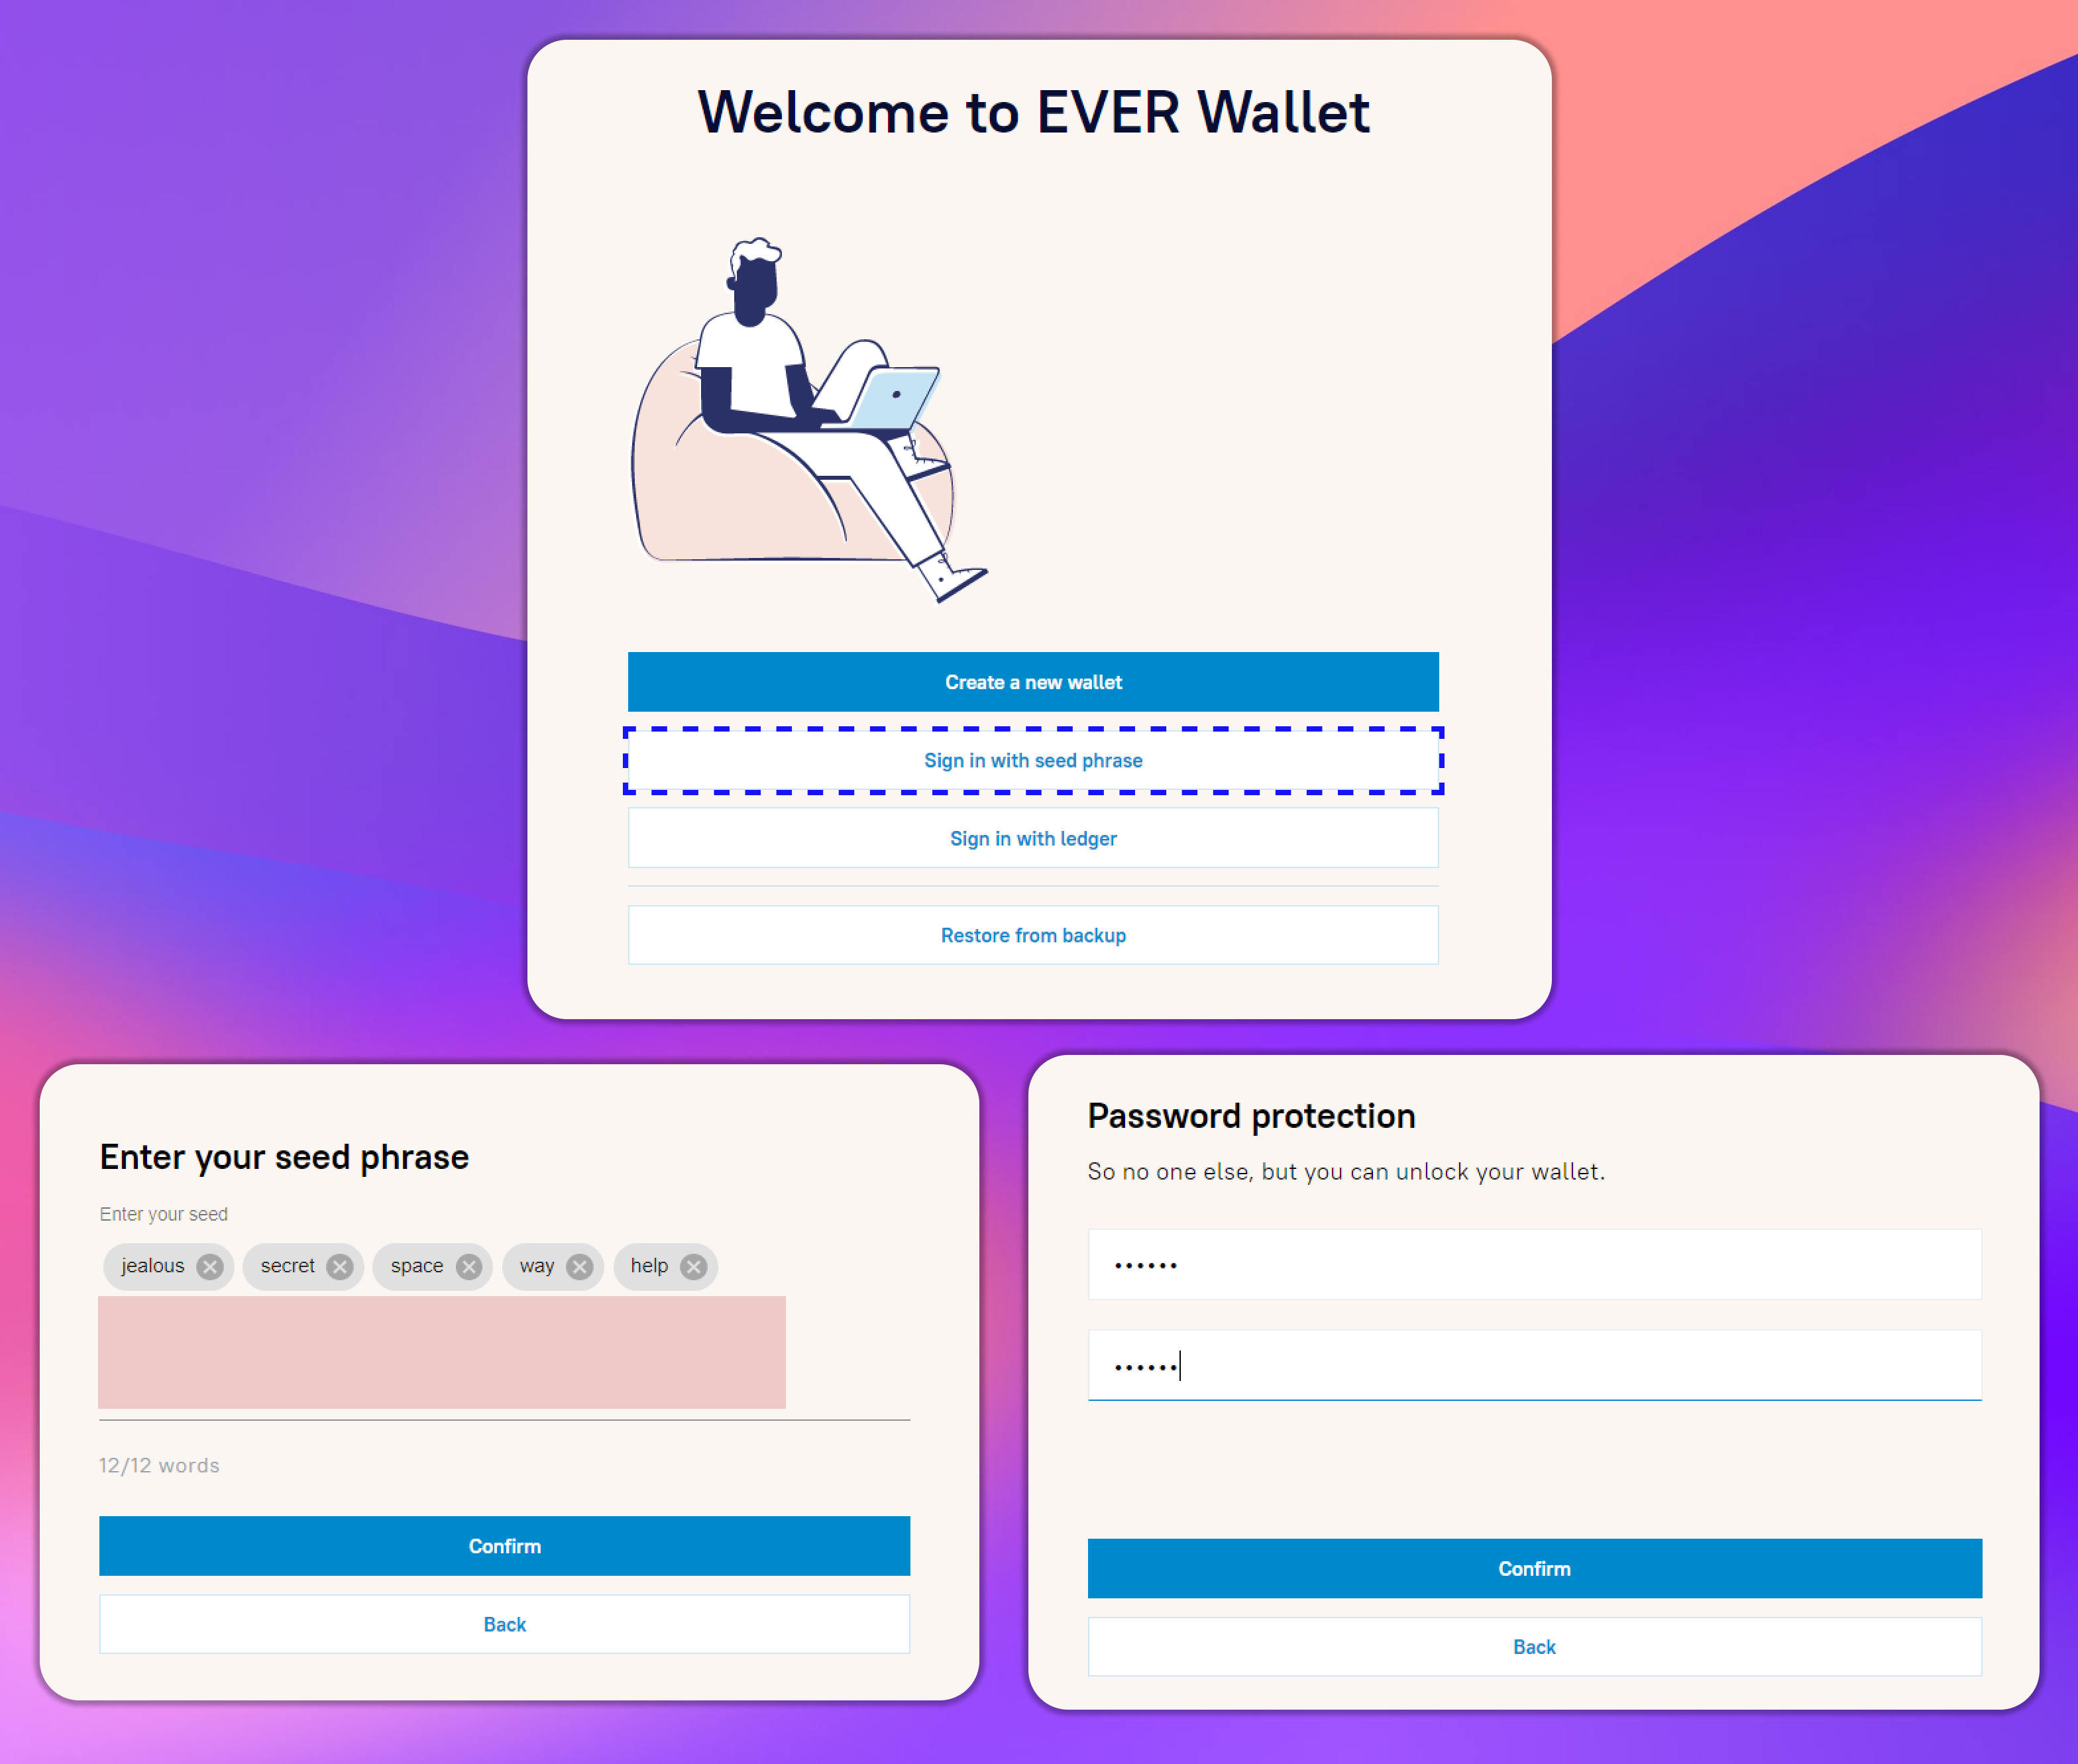 Welcome to EVER Wallet
Create a new wallet
Sign in with seed phrase
Sign in with ledger
Restore from backup
Enter your seed phrase
Enter your seed
jealous secret space way help
12/12 words
Confirm
Back
Password protection
So no one else, but you can unlock your wallet.
••••••
••••••
Confirm
Back